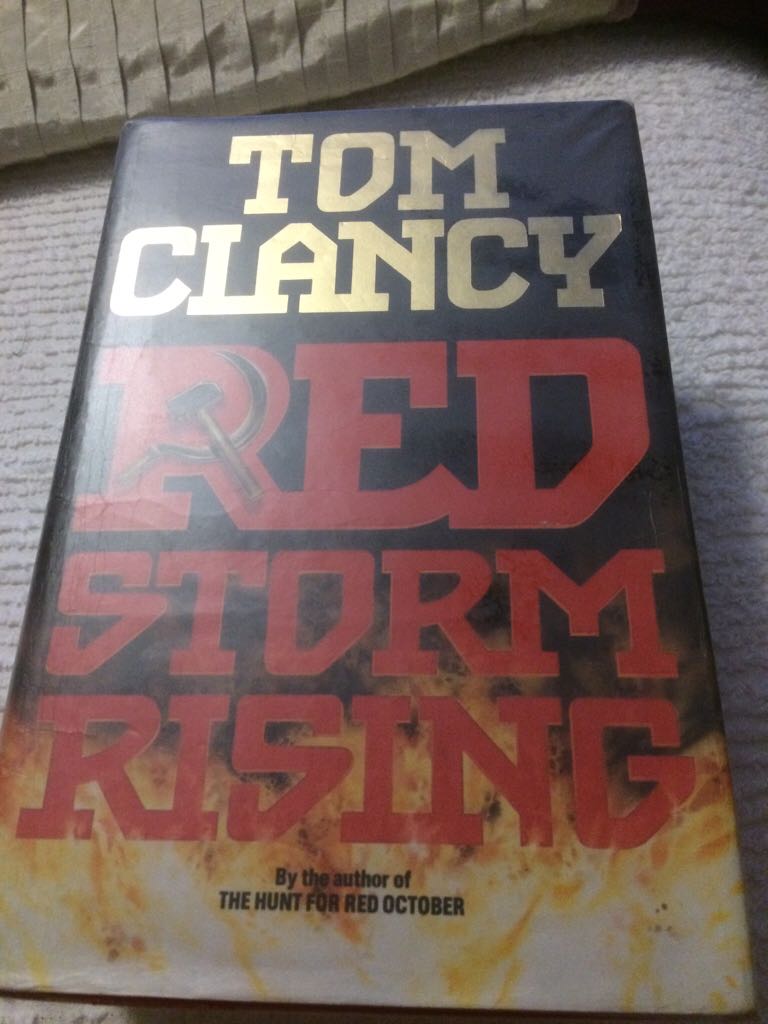 TOM
CLANCY
RED
STORM
RISING
By the author of
THE HUNT FOR RED OCTOBER